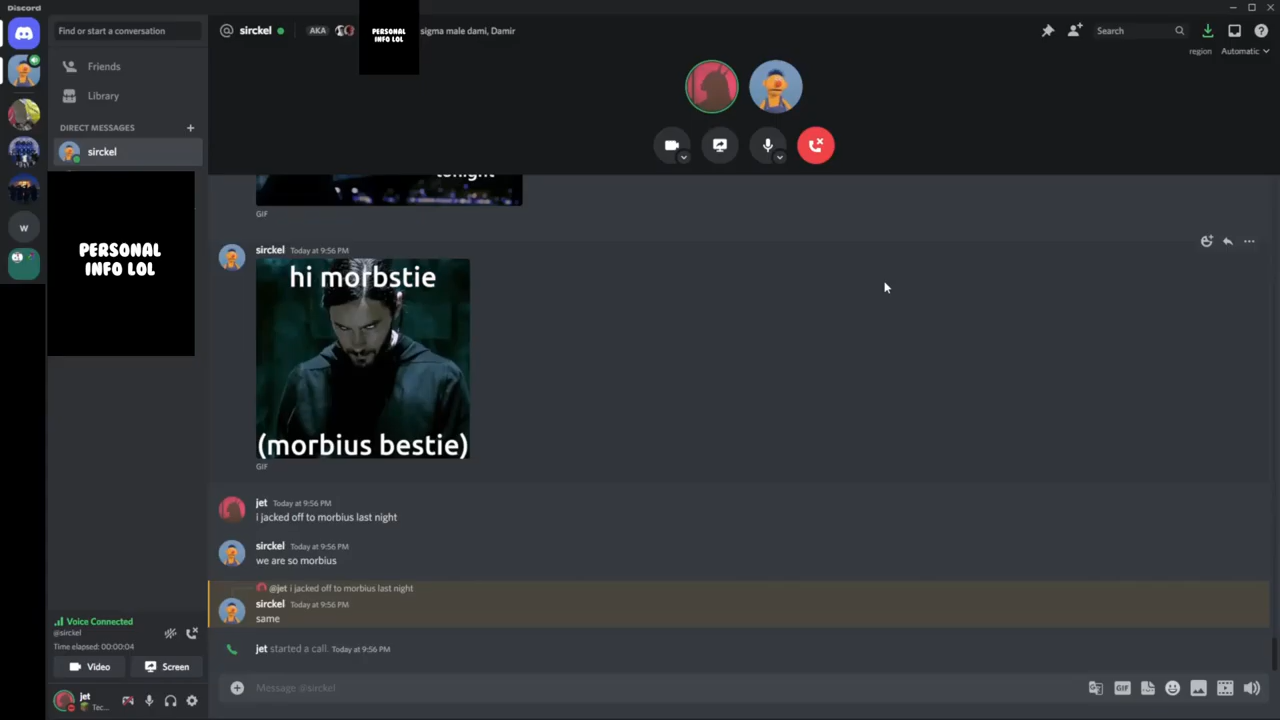 Discord
Find or start a conversation
sirckel
AKA
PERSONAL
INFO LOL
sigma male dami, Damir
Search
region
Automatic
Friends
Library
DIRECT MESSAGES
sirckel
W
PERSONAL
INFO LOL
tonight
GIF
sirckel Today at 9:56 PM
hi morbstie
(morbius bestie)
GIF
jet Today at 9:56 PM
i jacked off to morbius last night
sirckel Today at 9:56 PM
we are so morbius
@jet i jacked off to morbius last night
sirckel Today at 9:56 PM
same
jet started a call. Today at 9:56 PM
Voice Connected
@sirckel
Time elapsed: 00:00:04
Video
Screen
jet
Tec...
Message @sirckel
GIF